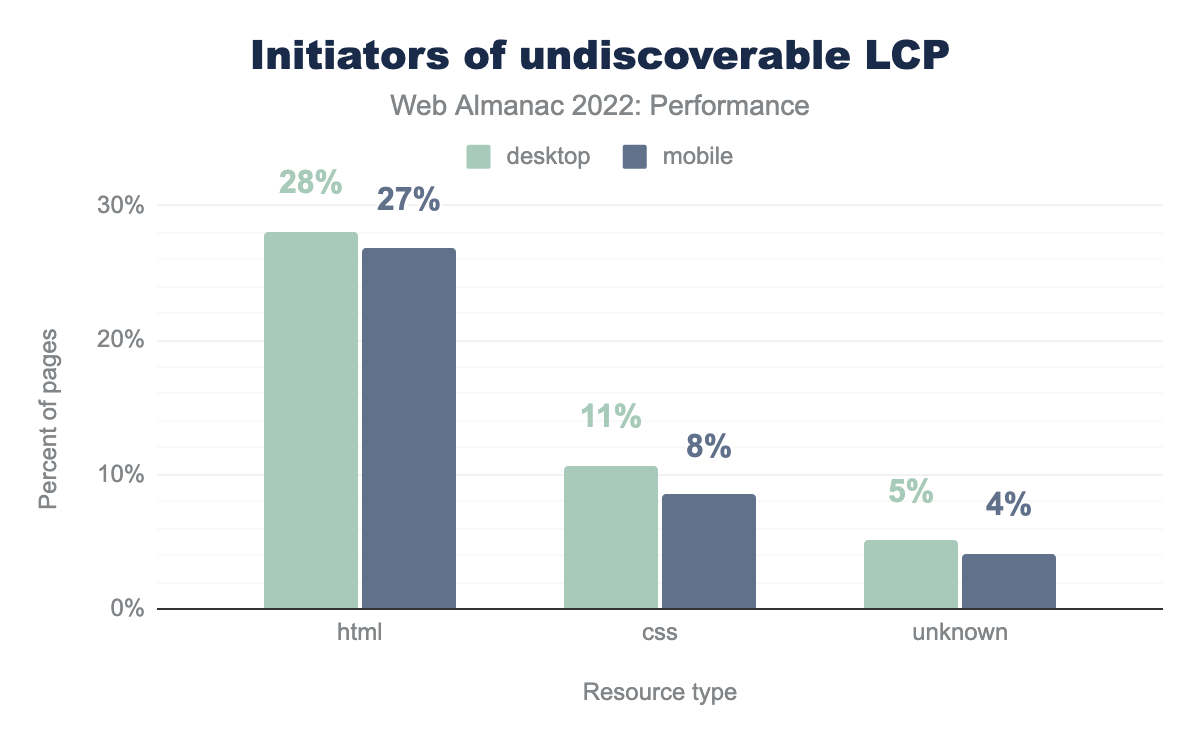 Initiators of undiscoverable LCP
Web Almanac 2022: Performance
desktop mobile
28% 27%
11% 8%
5% 4%
30%
20%
10%
0%
Percent of pages
html css unknown
Resource type